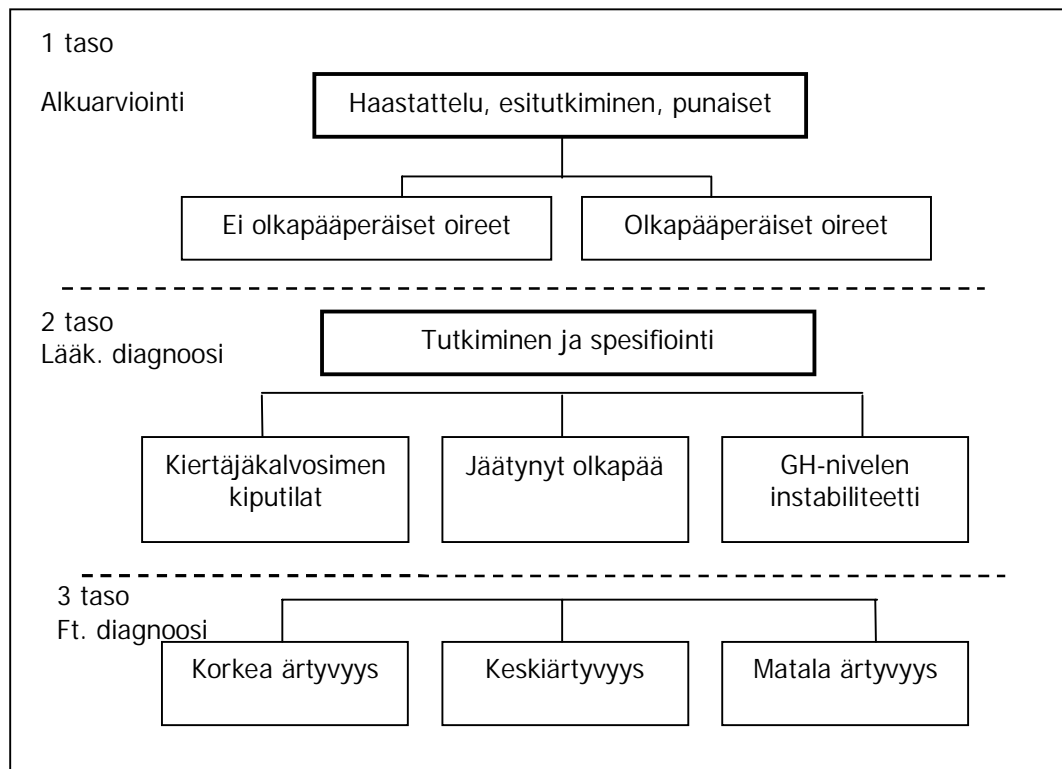 1 taso
Alkuarviointi
Haastattelu, esitutkiminen, punaiset
Ei olkapääperäiset oireet
Olkapääperäiset oireet
2 taso
Lääk. diagnoosi
Tutkiminen ja spesifiointi
Kiertäjäkalvosimen
kiputilat
Jäätynyt olkapää
GH-nivelen
instabiliteetti
3 taso
Ft. diagnoosi
Korkea ärtyvyys
Keskiärtyvyys
Matala ärtyvyys